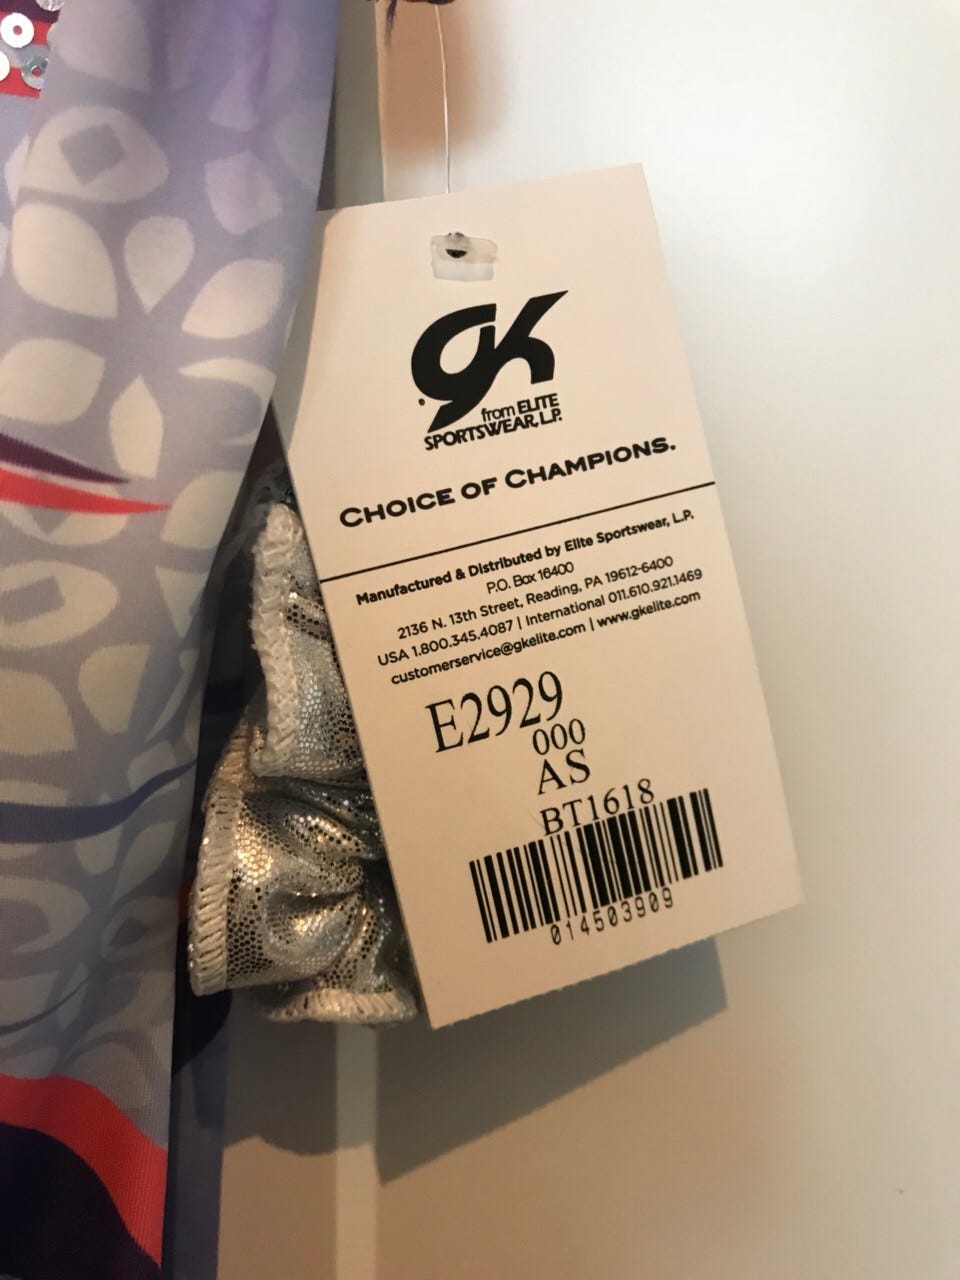 GK
from ELITE
SPORTSWEAR, L.P.
CHOICE OF CHAMPIONS.
Manufactured & Distributed by Elite Sportswear, L.P.
P.O. Box 16400
2136 N. 13th Street, Reading, PA 19612-6400
USA 1.800.345.4087 | International 011.610.921.1469
customerservice@gkelite.com | www.gkelite.com
E2929
000
AS
BT1618
014503909